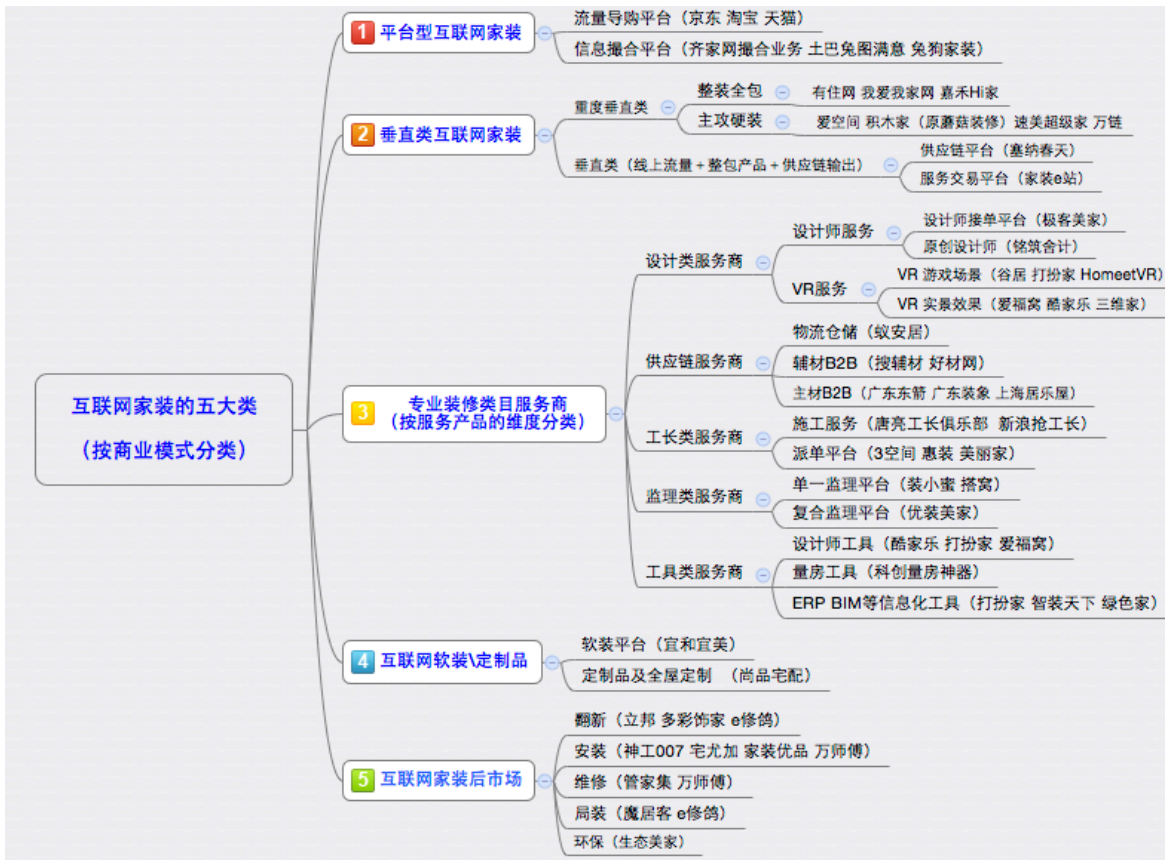 互联网家装的五大类
（按商业模式分类）
1 平台型互联网家装
流量导购平台（京东 淘宝 天猫）
信息撮合平台（齐家网撮合业务 土巴兔图满意 兔狗家装）
2 垂直类互联网家装
重度垂直类
整装全包
有住网 我爱我家网 嘉禾Hi家
主攻硬装
爱空间 积木家（原蘑菇装修）速美超级家 万链
垂直类（线上流量＋整包产品＋供应链输出）
供应链平台（塞纳春天）
服务交易平台（家装e站）
3 专业装修类目服务商
（按服务产品的维度分类）
设计类服务商
设计师服务
设计师接单平台（极客美家）
原创设计师（铭筑舍计）
VR服务
VR 游戏场景（谷居 打扮家 HomeetVR）
VR 实景效果（爱福窝 酷家乐 三维家）
供应链服务商
物流仓储（蚁安居）
辅材B2B（搜辅材 好材网）
主材B2B（广东东箭 广东装象 上海居乐屋）
工长类服务商
施工服务（唐亮工长俱乐部 新浪抢工长）
派单平台（3空间 惠装 美丽家）
监理类服务商
单一监理平台（装小蜜 搭窝）
复合监理平台（优装美家）
工具类服务商
设计师工具（酷家乐 打扮家 爱福窝）
量房工具（科创量房神器）
ERP BIM等信息化工具（打扮家 智装天下 绿色家）
4 互联网软装\定制品
软装平台（宜和宜美）
定制品及全屋定制 （尚品宅配）
5 互联网家装后市场
翻新（立邦 多彩饰家 e修鸽）
安装（神工007 宅尤加 家装优品 万师傅）
维修（管家集 万师傅）
局装（魔居客 e修鸽）
环保（生态美家）